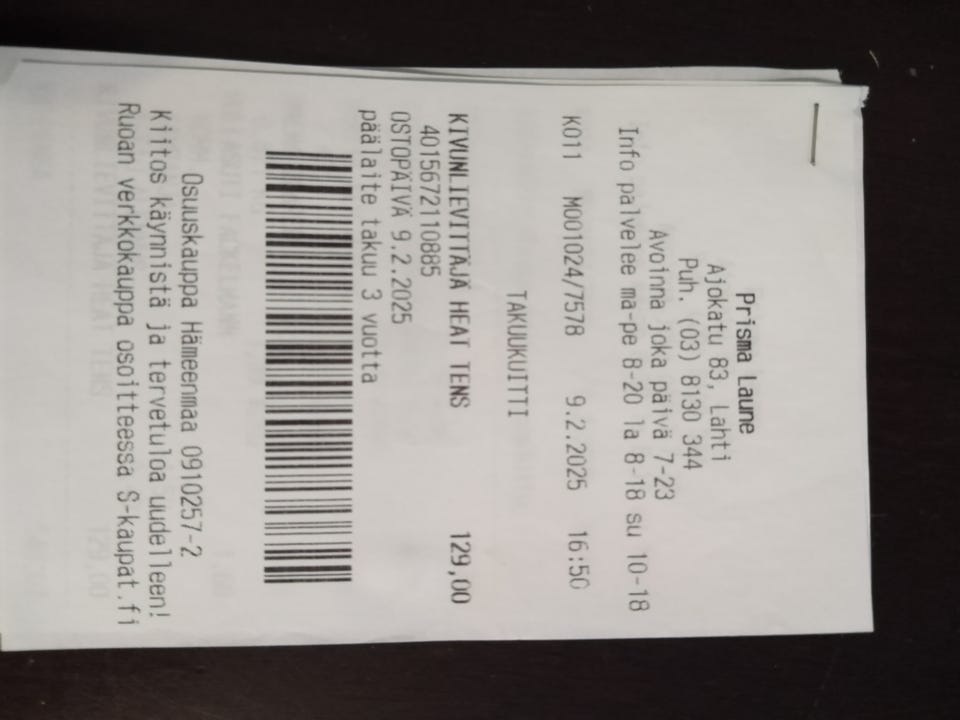 Prisma Laune
Ajokatu 83, Lahti
Puh. (03) 8130 344
Avoinna joka päivä 7-23
Info palvelee ma-pe 8-20 la 8-18 su 10-18
K011 M001024/7578 9.2.2025 16:50
TAKUUKUITTI
KIVUNLIEVITTÄJÄ HEAT TENS 129,00
4015672110885
OSTOPÄIVÄ 9.2.2025
päälaite takuu 3 vuotta
Osuuskauppa Hämeenmaa 0910257-2
Kiitos käynnistä ja tervetuloa uudelleen!
Ruoan verkkokauppa osoitteessa S-kaupat.fi